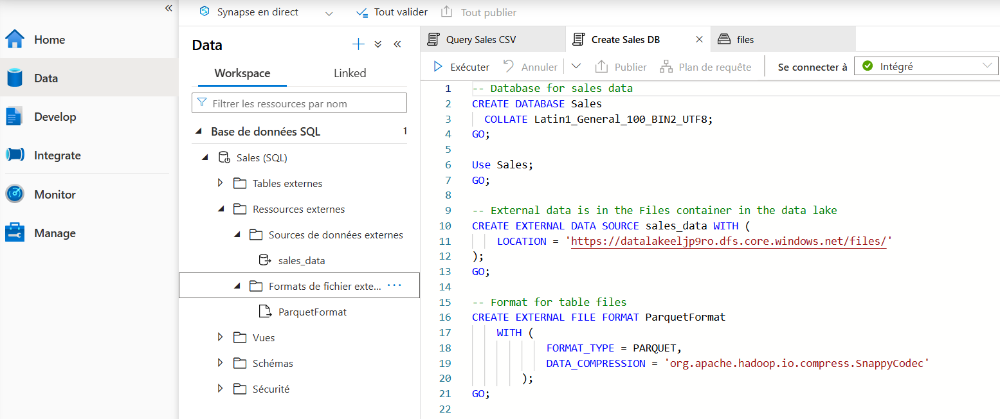 Synapse en direct
Tout valider
Tout publier
Home
Data
Develop
Integrate
Monitor
Manage
Data
Workspace
Linked
Filtrer les ressources par nom
Base de données SQL 1
Sales (SQL)
Tables externes
Ressources externes
Sources de données externes
sales_data
Formats de fichier exte... ...
ParquetFormat
Vues
Schémas
Sécurité
Query Sales CSV
Create Sales DB
files
Exécuter
Annuler
Publier
Plan de requête
Se connecter à
Intégré
1 -- Database for sales data
2 CREATE DATABASE Sales
3 COLLATE Latin1_General_100_BIN2_UTF8;
4 GO;
5
6 Use Sales;
7 GO;
8
9 -- External data is in the Files container in the data lake
10 CREATE EXTERNAL DATA SOURCE sales_data WITH (
11 LOCATION = 'https://datalakeeljp9ro.dfs.core.windows.net/files/'
12 );
13 GO;
14
15 -- Format for table files
16 CREATE EXTERNAL FILE FORMAT ParquetFormat
17 WITH (
18 FORMAT_TYPE = PARQUET,
19 DATA_COMPRESSION = 'org.apache.hadoop.io.compress.SnappyCodec'
20 );
21 GO;
22